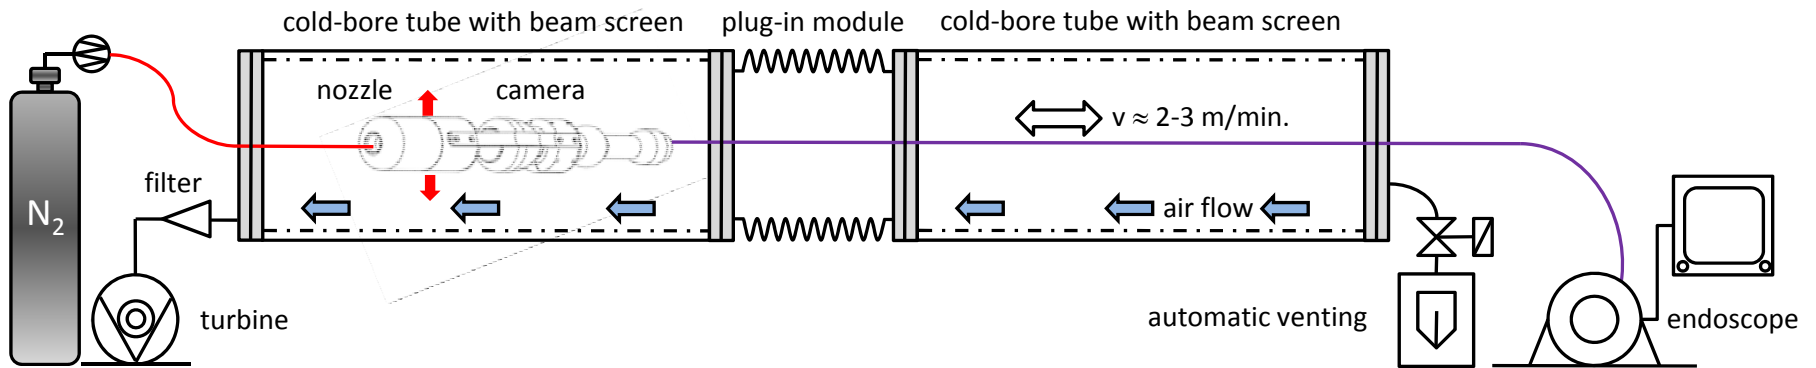 cold-bore tube with beam screen
plug-in module
cold-bore tube with beam screen
nozzle
camera
v ≈ 2-3 m/min.
filter
N₂
air flow
turbine
automatic venting
endoscope